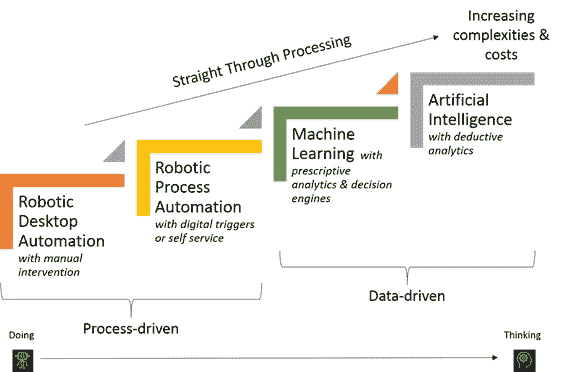 Increasing
complexities &
costs
Straight Through Processing
Artificial
Intelligence
with deductive
analytics
Machine
Learning with
prescriptive
analytics & decision
engines
Robotic
Process
Automation
with digital triggers
or self service
Robotic
Desktop
Automation
with manual
intervention
Data-driven
Process-driven
Doing
Thinking